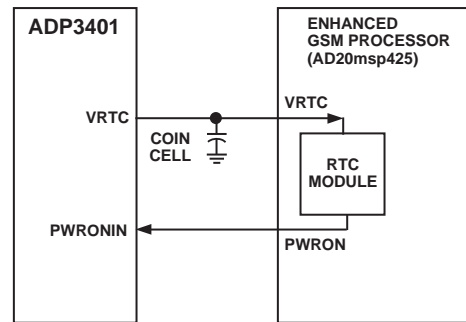 ADP3401
ENHANCED
GSM PROCESSOR
(AD20msp425)
VRTC
VRTC
COIN
CELL
RTC
MODULE
PWRONIN
PWRON